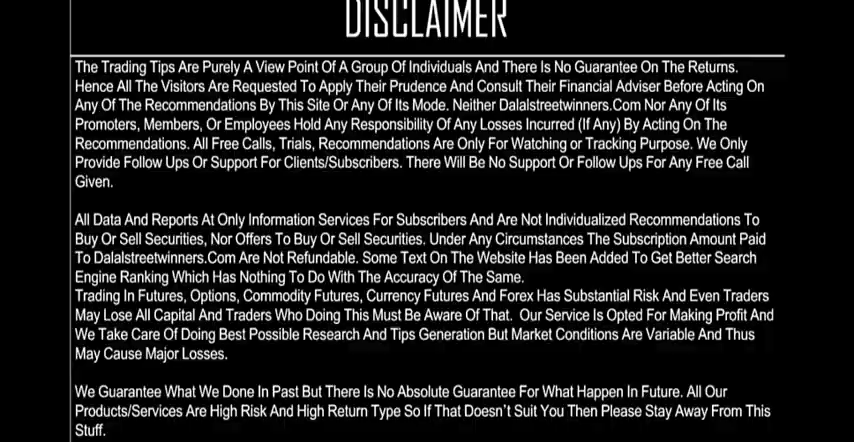 DISCLAIMER
The Trading Tips Are Purely A View Point Of A Group Of Individuals And There Is No Guarantee On The Returns.
Hence All The Visitors Are Requested To Apply Their Prudence And Consult Their Financial Adviser Before Acting On
Any Of The Recommendations By This Site Or Any Of Its Mode. Neither Dalalstreetwinners.Com Nor Any Of Its
Promoters, Members, Or Employees Hold Any Responsibility Of Any Losses Incurred (If Any) By Acting On The
Recommendations. All Free Calls, Trials, Recommendations Are Only For Watching or Tracking Purpose. We Only
Provide Follow Ups Or Support For Clients/Subscribers. There Will Be No Support Or Follow Ups For Any Free Call
Given.
All Data And Reports At Only Information Services For Subscribers And Are Not Individualized Recommendations To
Buy Or Sell Securities, Nor Offers To Buy Or Sell Securities. Under Any Circumstances The Subscription Amount Paid
To Dalalstreetwinners.Com Are Not Refundable. Some Text On The Website Has Been Added To Get Better Search
Engine Ranking Which Has Nothing To Do With The Accuracy Of The Same.
Trading In Futures, Options, Commodity Futures, Currency Futures And Forex Has Substantial Risk And Even Traders
May Lose All Capital And Traders Who Doing This Must Be Aware Of That. Our Service Is Opted For Making Profit And
We Take Care Of Doing Best Possible Research And Tips Generation But Market Conditions Are Variable And Thus
May Cause Major Losses.
We Guarantee What We Done In Past But There Is No Absolute Guarantee For What Happen In Future. All Our
Products/Services Are High Risk And High Return Type So If That Doesn't Suit You Then Please Stay Away From This
Stuff.